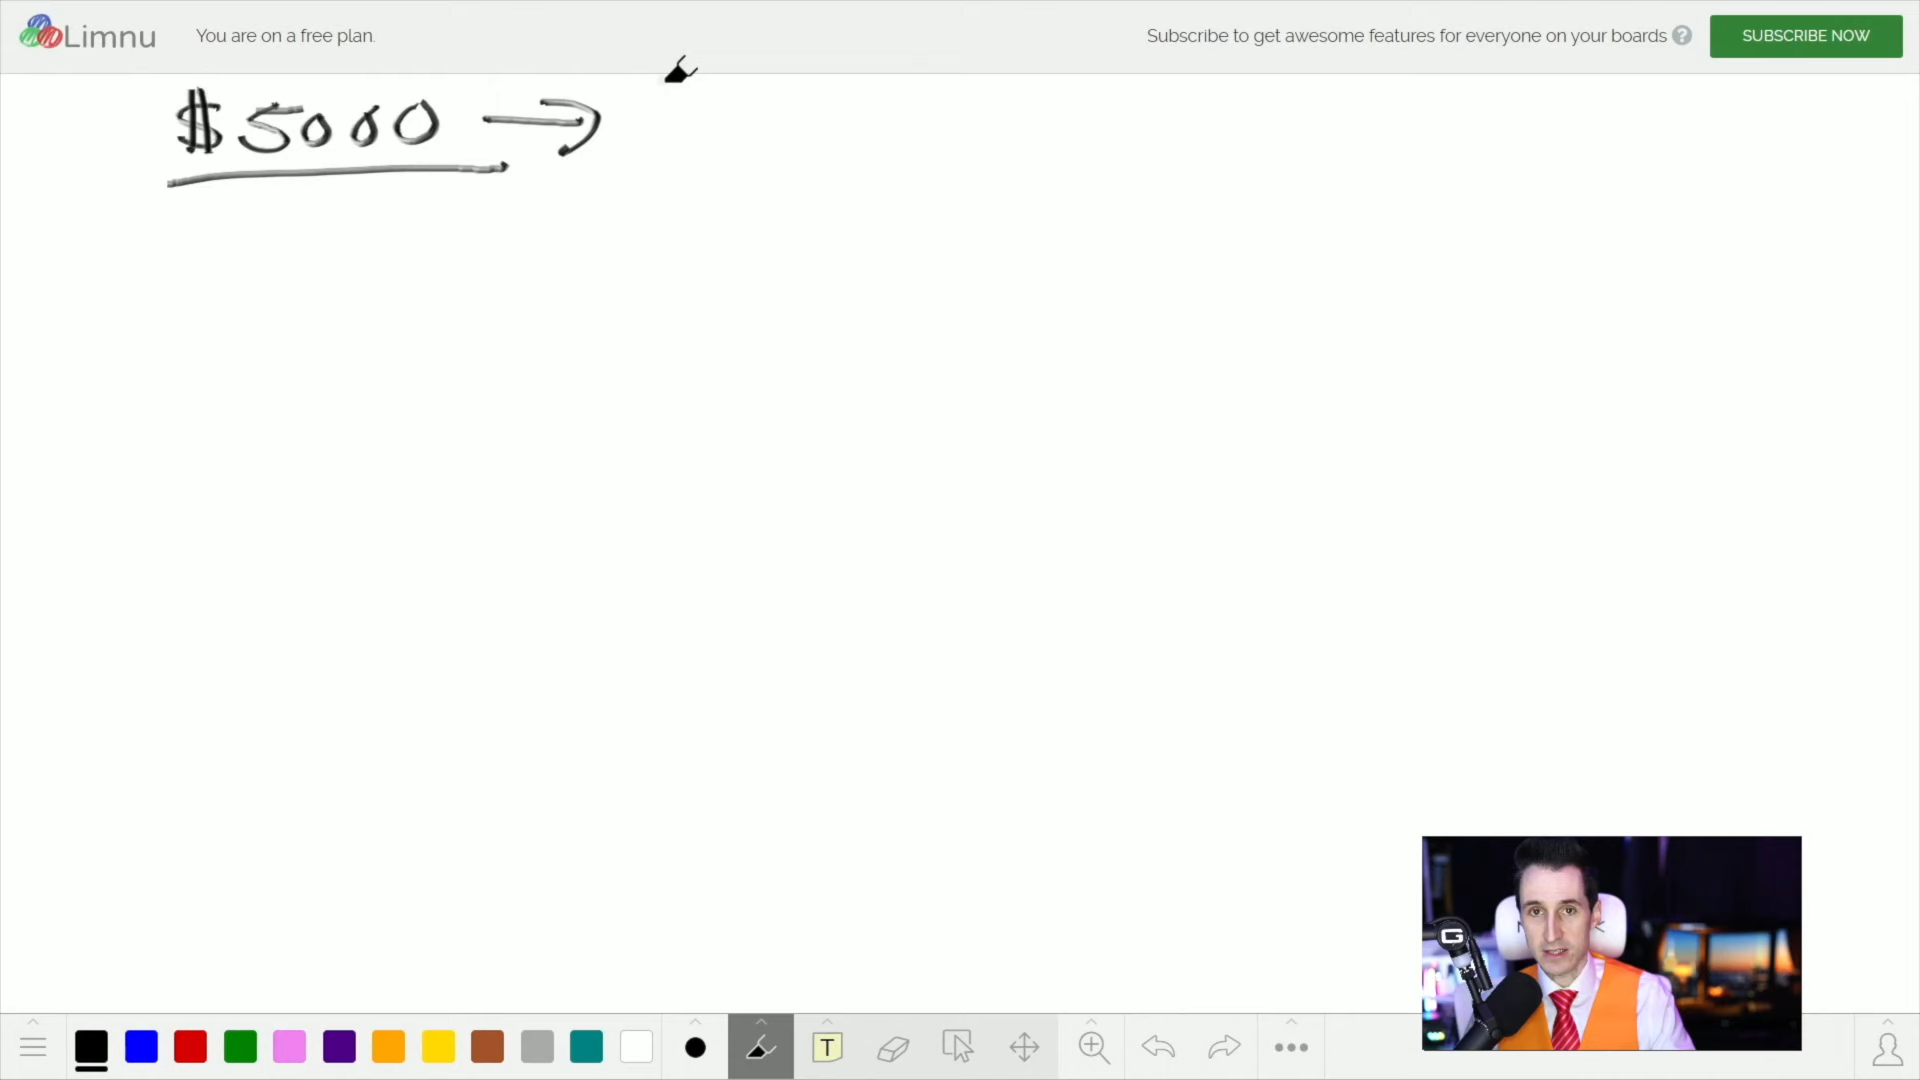 Limnu You are on a free plan. Subscribe to get awesome features for everyone on your boards ? SUBSCRIBE NOW
$5000 →
G
T